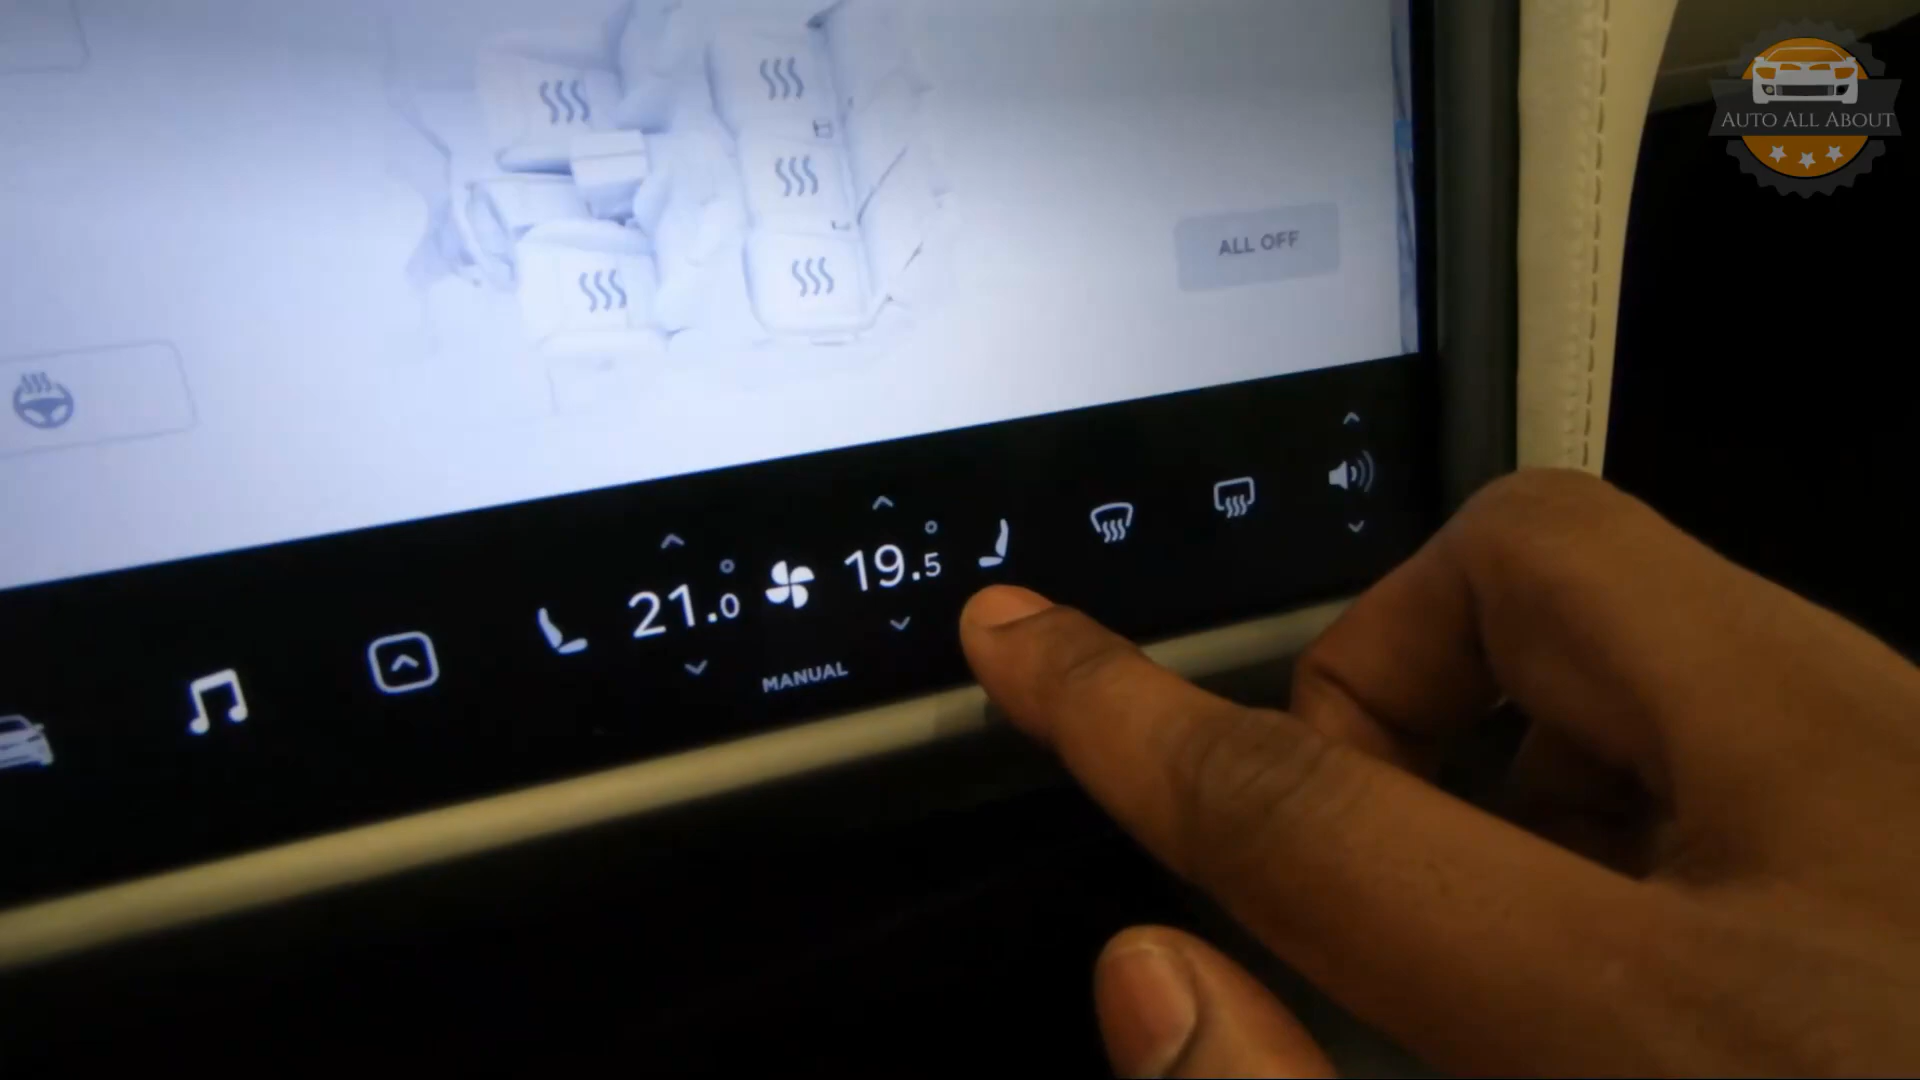 AUTO ALL ABOUT
ALL OFF
21.0°
19.5°
MANUAL